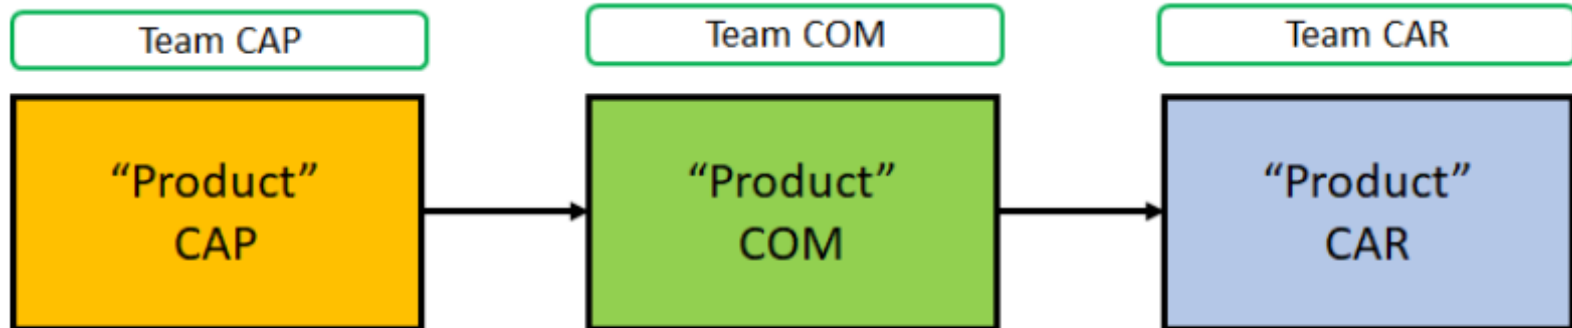 Team CAP
Team COM
Team CAR
“Product”
CAP
“Product”
COM
“Product”
CAR